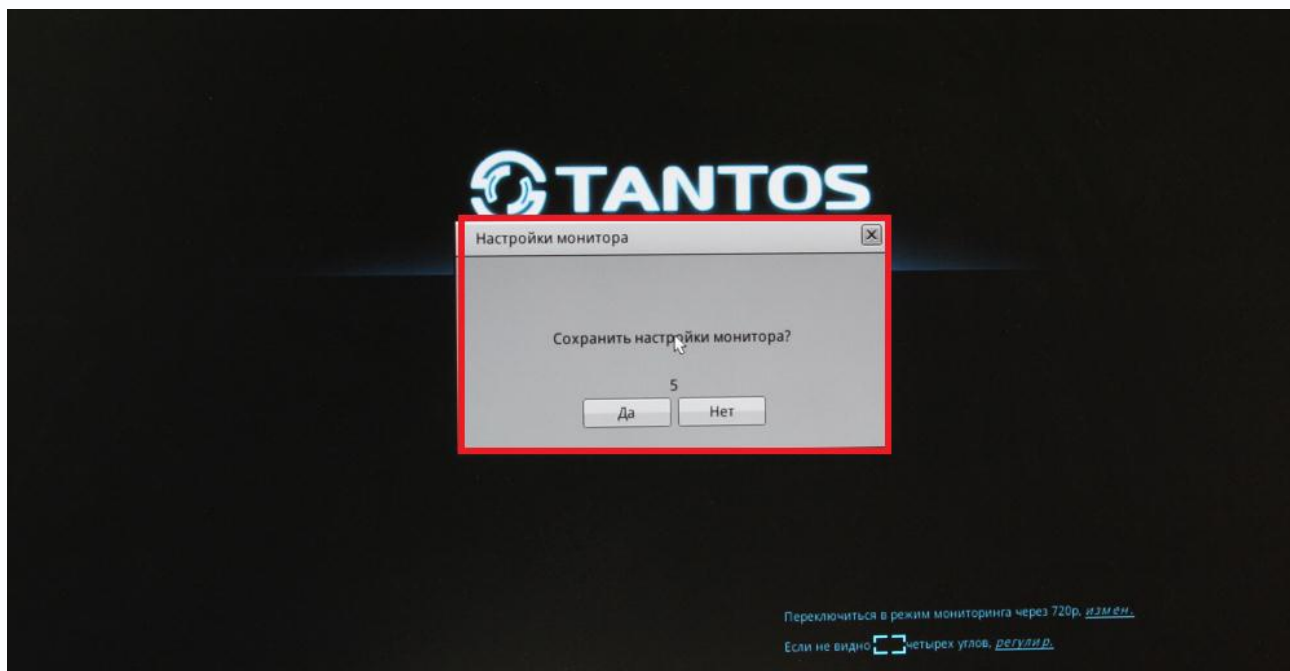 TANTOS
Настройки монитора
Сохранить настройки монитора?
5
Да Нет
Переключиться в режим мониторинга через 720p, измен.
Если не видно четырех углов, регулир.